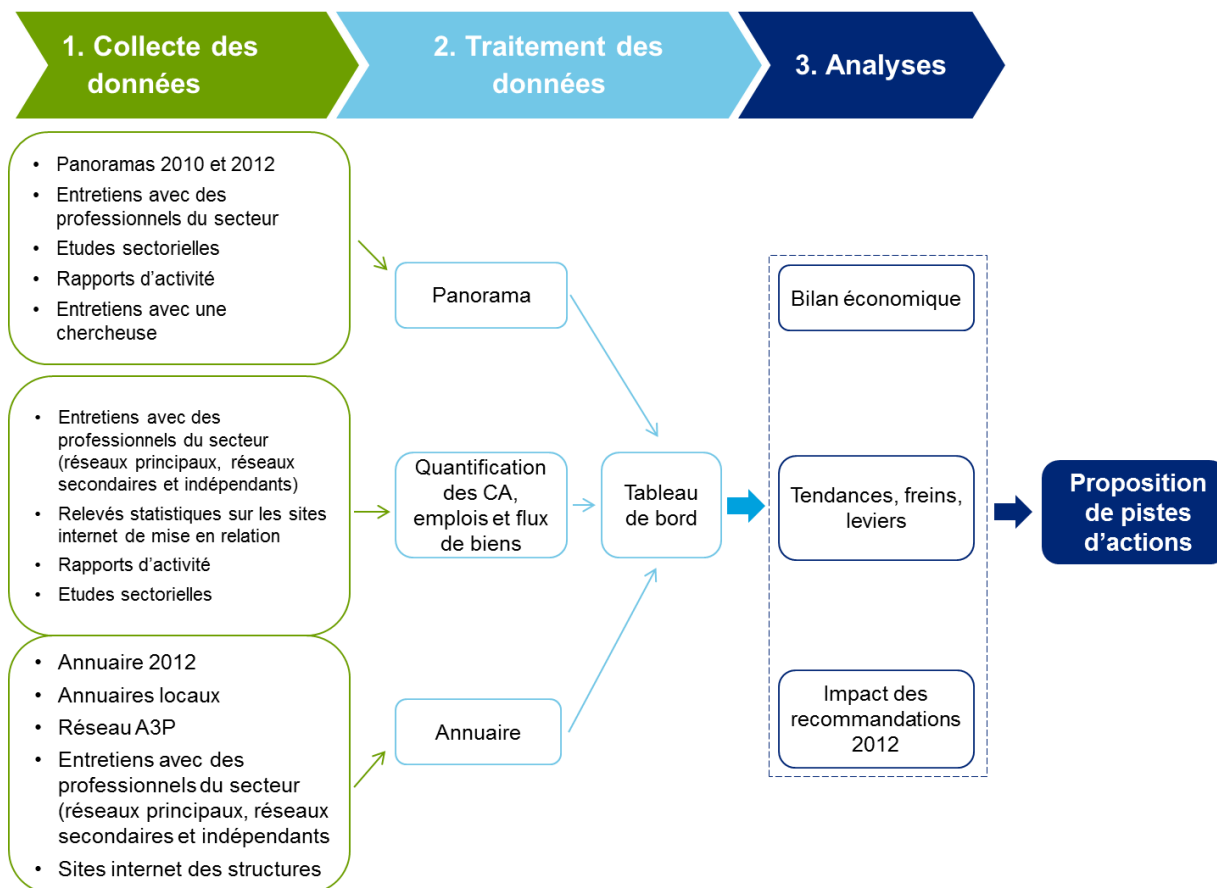 1. Collecte des
données
2. Traitement des
données
3. Analyses
• Panoramas 2010 et 2012
• Entretiens avec des
professionnels du secteur
• Etudes sectorielles
• Rapports d’activité
• Entretiens avec une
chercheuse
• Entretiens avec des
professionnels du secteur
(réseaux principaux, réseaux
secondaires et indépendants)
• Relevés statistiques sur les sites
internet de mise en relation
• Rapports d’activité
• Etudes sectorielles
• Annuaire 2012
• Annuaires locaux
• Réseau A3P
• Entretiens avec des
professionnels du secteur
(réseaux principaux, réseaux
secondaires et indépendants
• Sites internet des structures
Panorama
Quantification
des CA,
emplois et flux
de biens
Annuaire
Tableau
de bord
Bilan économique
Tendances, freins,
leviers
Impact des
recommandations
2012
Proposition
de pistes
d’actions